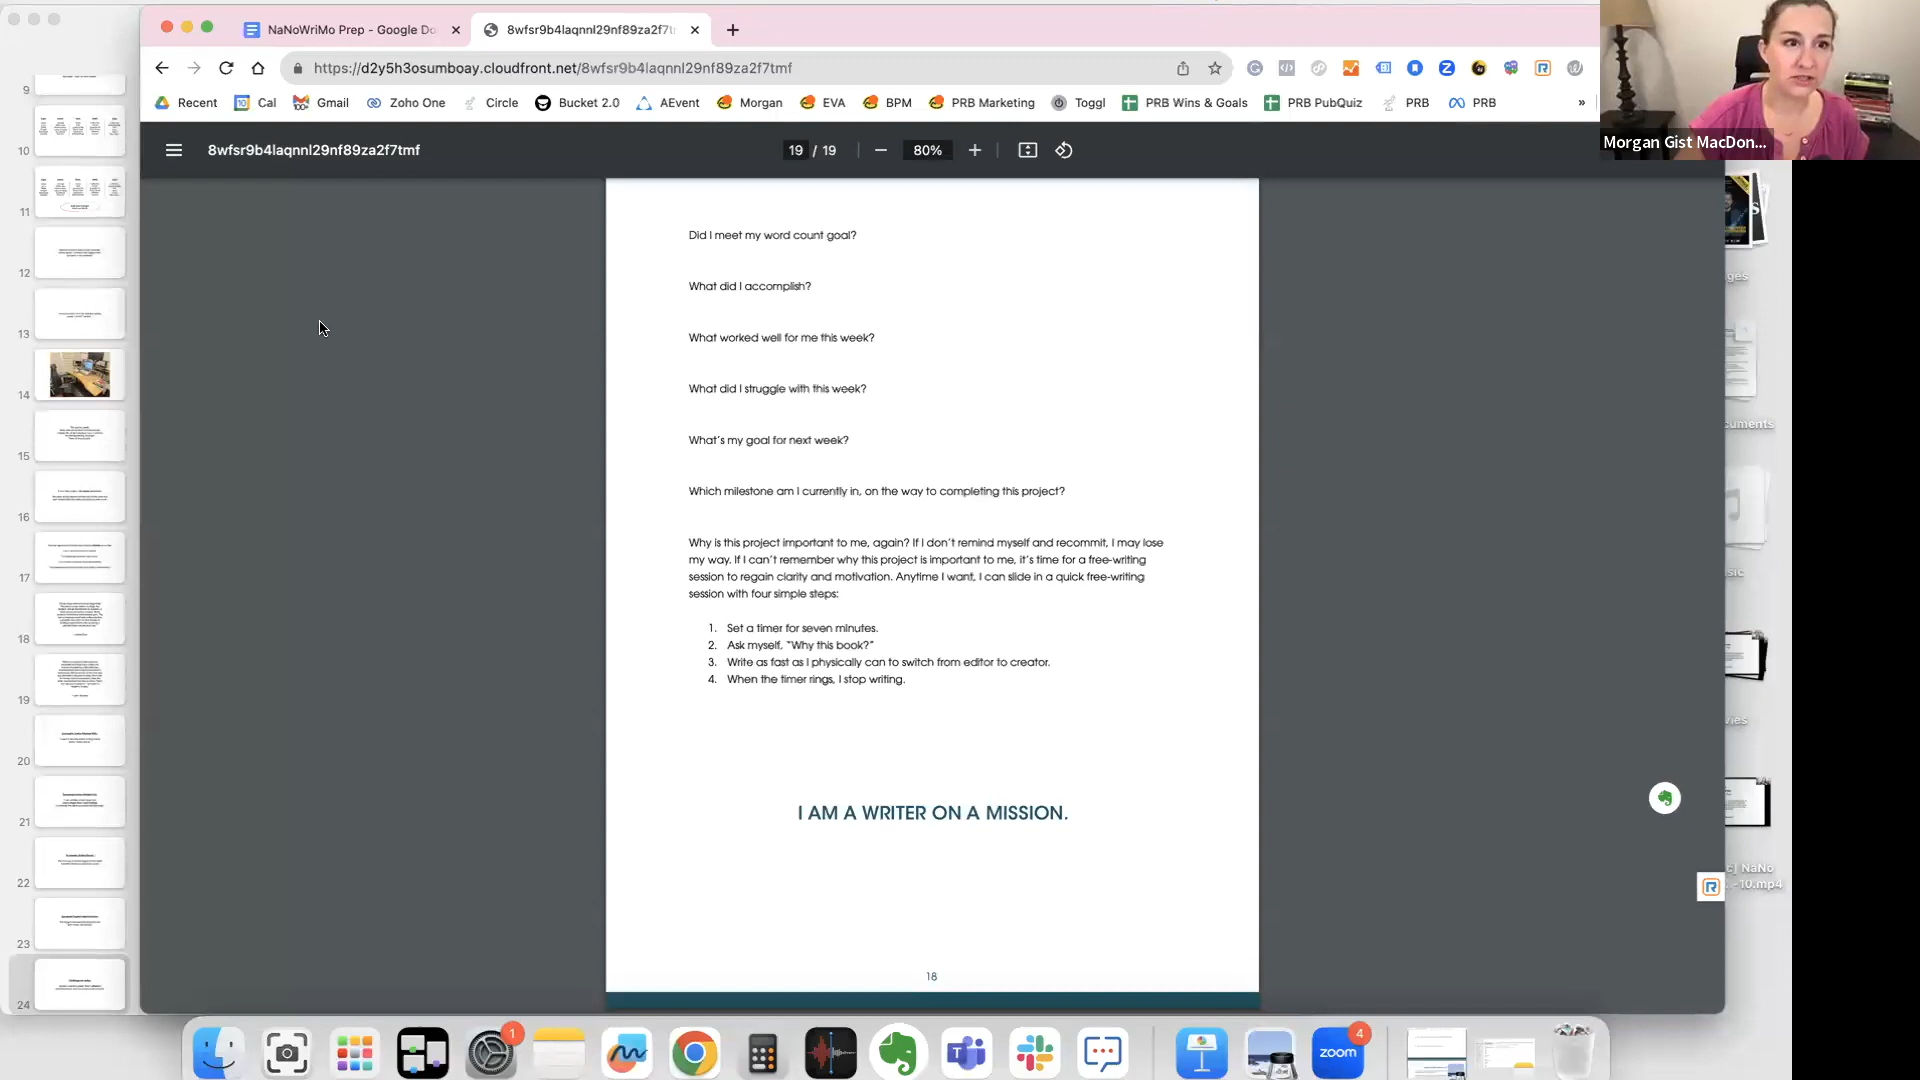 NaNoWriMo Prep - Google Do
8wfsr9b4laqnnl29nf89za2f7t
https://d2y5h3osumboay.cloudfront.net/8wfsr9b4laqnnl29nf89za2f7tmf
Recent
Cal
Gmail
Zoho One
Circle
Bucket 2.0
AEvent
Morgan
EVA
BPM
PRB Marketing
Toggl
PRB Wins & Goals
PRB PubQuiz
PRB
PRB
»
Morgan Gist MacDon...
8wfsr9b4laqnnl29nf89za2f7tmf
19 / 19
80%
9
10
11
12
13
14
15
16
17
18
19
20
21
22
23
24
Did I meet my word count goal?
What did I accomplish?
What worked well for me this week?
What did I struggle with this week?
What's my goal for next week?
Which milestone am I currently in, on the way to completing this project?
Why is this project important to me, again? If I don't remind myself and recommit, I may lose
my way. If I can't remember why this project is important to me, it's time for a free-writing
session to regain clarity and motivation. Anytime I want, I can slide in a quick free-writing
session with four simple steps:
1. Set a timer for seven minutes.
2. Ask myself, "Why this book?"
3. Write as fast as I physically can to switch from editor to creator.
4. When the timer rings, I stop writing.
I AM A WRITER ON A MISSION.
18
ges
cuments
sic
vies
c] NaNo
-10.mp4
1
zoom
4